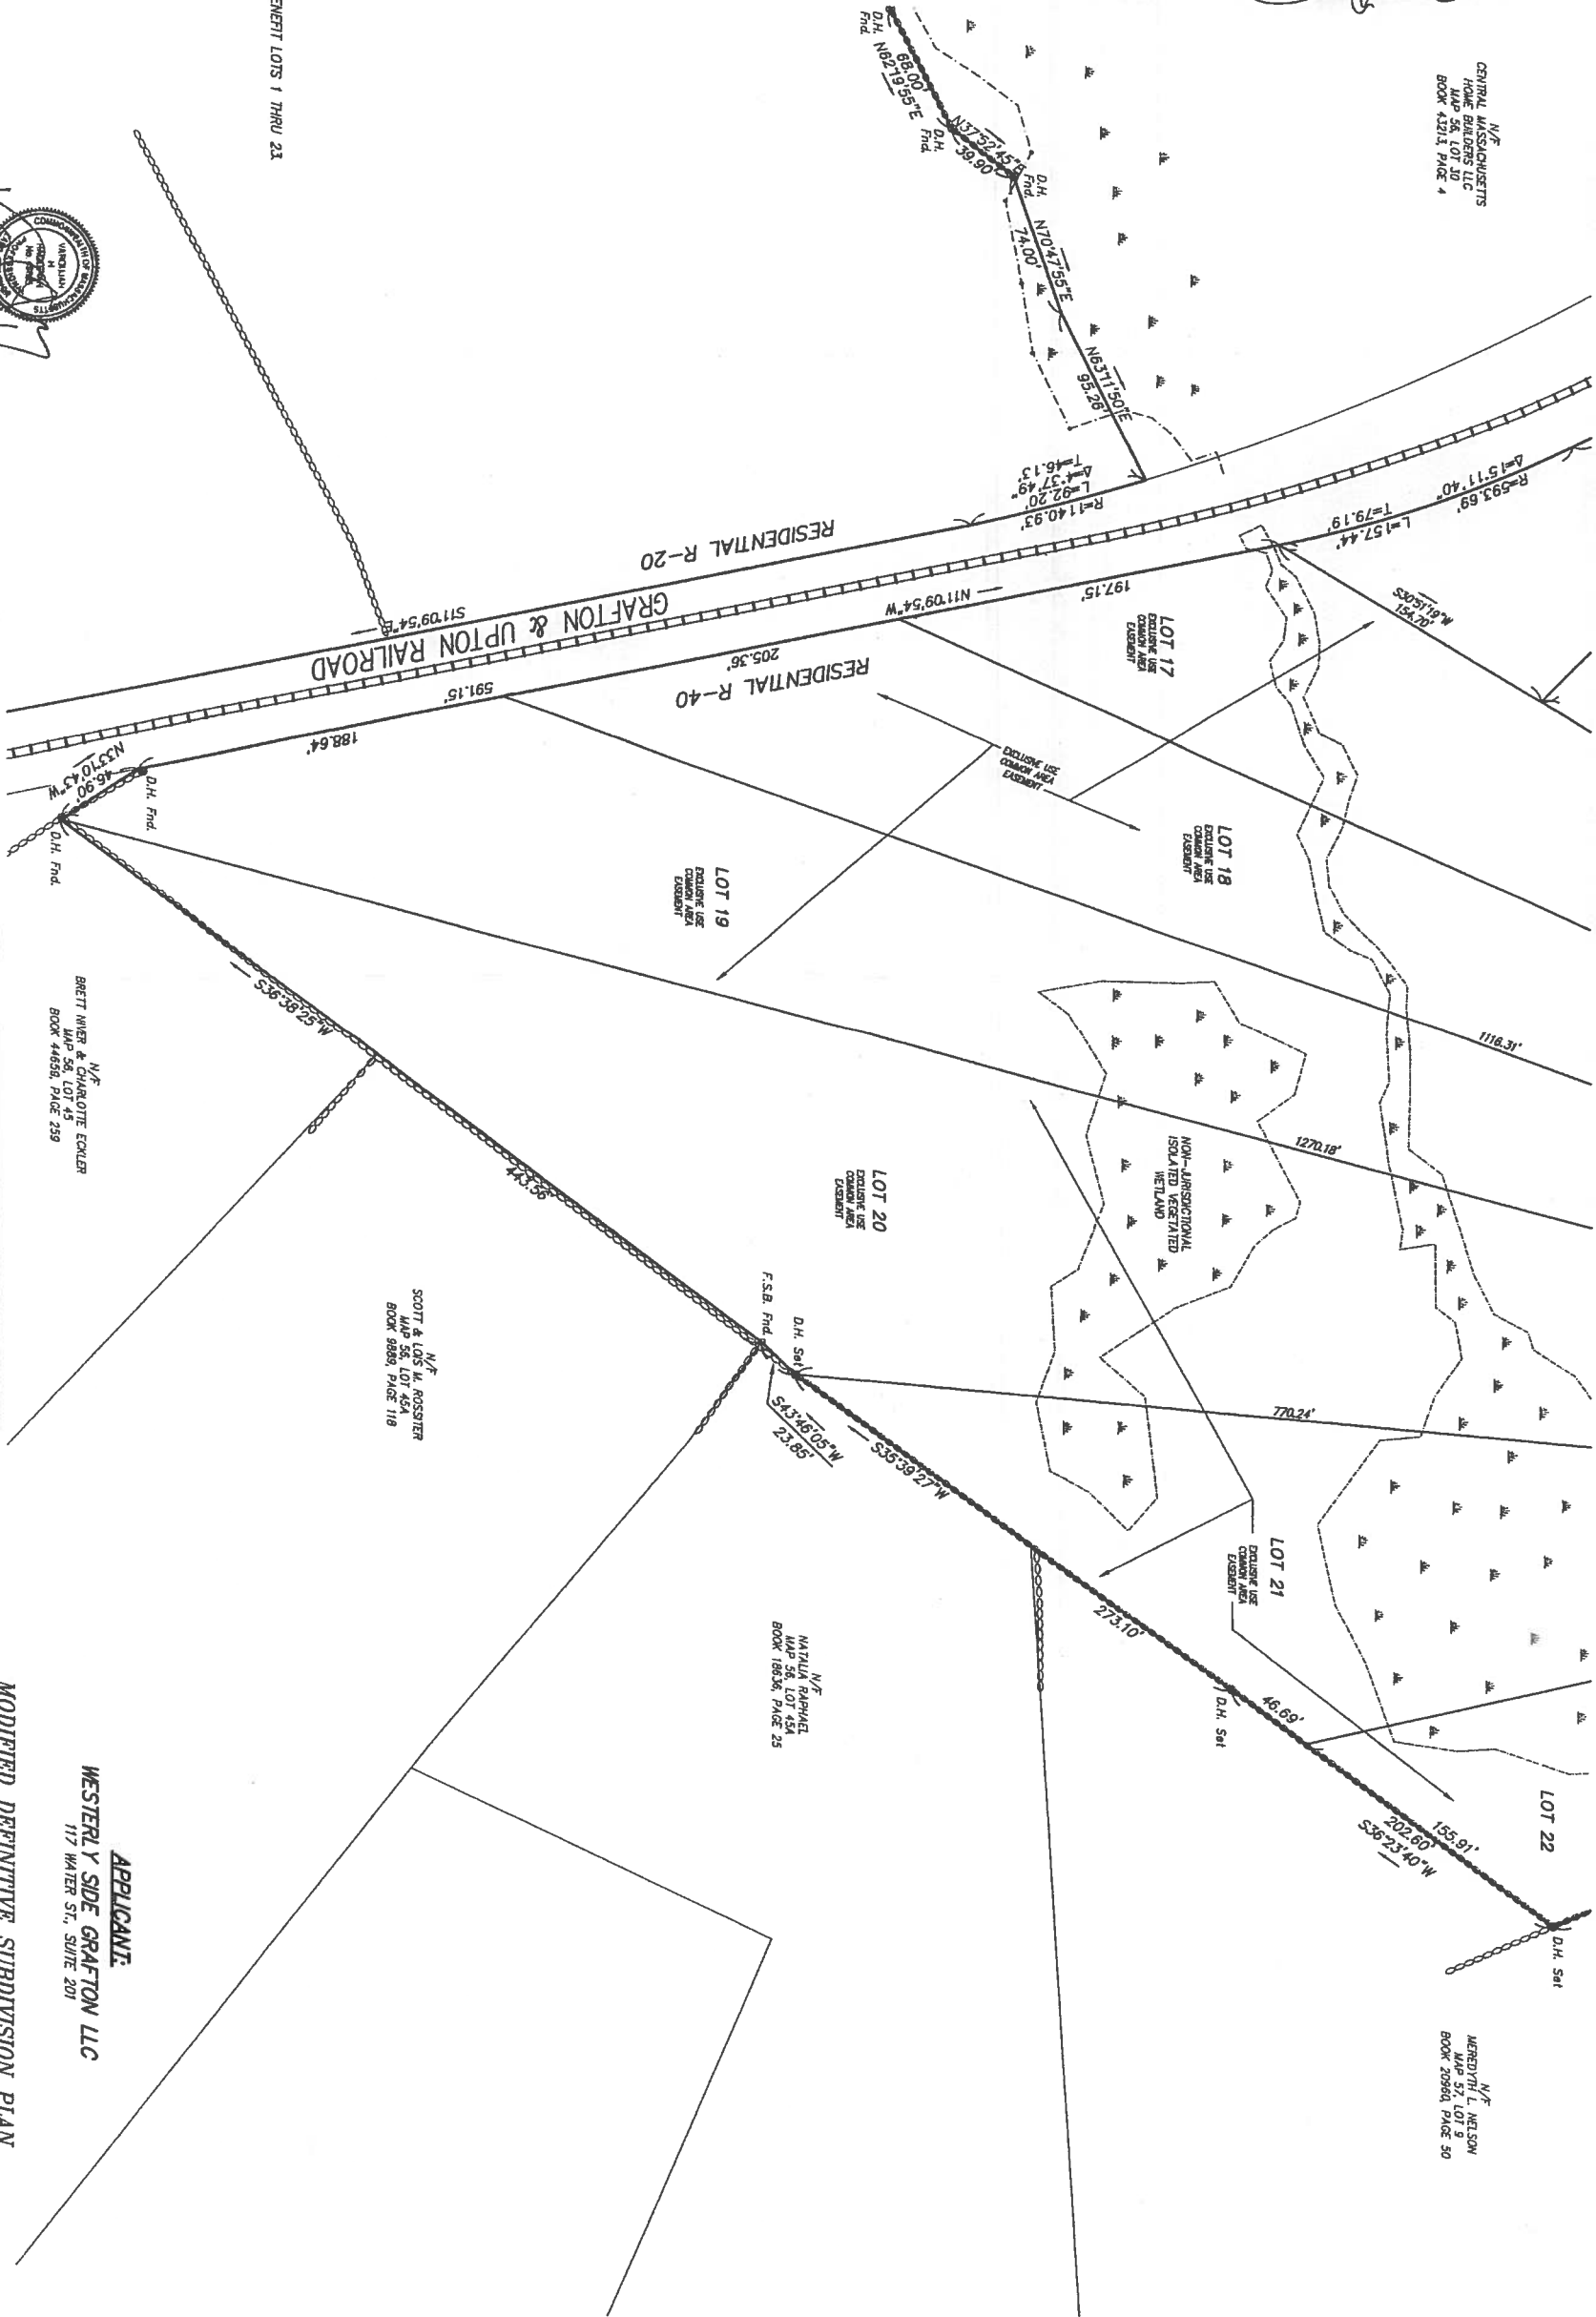 N/F
CENTRAL MASSACHUSETTS
HOME BUILDERS LLC
MAP 56, LOT 30
BOOK 43213, PAGE 4
D.H.
Fnd.
68.00'
N62°19'55"E
D.H.
Fnd.
N37°52'45"E
39.90'
D.H.
Fnd.
N70°47'55"E
74.00'
N63°11'50"E
95.26'
R=1140.93'
L=92.20'
Δ=4°37'49"
T=46.13'
R=593.69'
Δ=15°11'40"
L=157.44'
T=79.19'
S30°51'19"W
154.70'
RESIDENTIAL R-20
S11°09'54"E
GRAFTON & UPTON RAILROAD
N11°09'54"W
197.15'
205.36'
591.15'
188.64'
RESIDENTIAL R-40
N33°10'43"W
46.90'
D.H. Fnd.
D.H. Fnd.
LOT 17
EXCLUSIVE USE
COMMON AREA
EASEMENT
EXCLUSIVE USE
COMMON AREA
EASEMENT
LOT 18
EXCLUSIVE USE
COMMON AREA
EASEMENT
LOT 19
EXCLUSIVE USE
COMMON AREA
EASEMENT
1116.31'
1270.18'
NON-JURISDICTIONAL
ISOLATED VEGETATED
WETLAND
LOT 20
EXCLUSIVE USE
COMMON AREA
EASEMENT
770.24'
S36°38'25"W
443.56'
F.S.B. Fnd.
D.H. Set
S43°46'05"W
23.85'
S35°39'27"W
273.10'
LOT 21
EXCLUSIVE USE
COMMON AREA
EASEMENT
D.H. Set
46.69'
155.91'
202.60'
S36°23'40"W
LOT 22
D.H. Set
N/F
BRETT NIVER & CHARLOTTE ECKLER
MAP 56, LOT 45
BOOK 44659, PAGE 259
N/F
SCOTT & LOIS M. ROSSITER
MAP 56, LOT 45A
BOOK 9889, PAGE 118
N/F
NATALIA RAPHAEL
MAP 56, LOT 45A
BOOK 18636, PAGE 25
N/F
MEREDYTH L. NELSON
MAP 57, LOT 9
BOOK 20960, PAGE 50
ENEFIT LOTS 1 THRU 23.
COMMONWEALTH OF MASSACHUSETTS
H
APPLICANT:
WESTERLY SIDE GRAFTON LLC
117 WATER ST., SUITE 201
MODIFIED DEFINITIVE SUBDIVISION PLAN